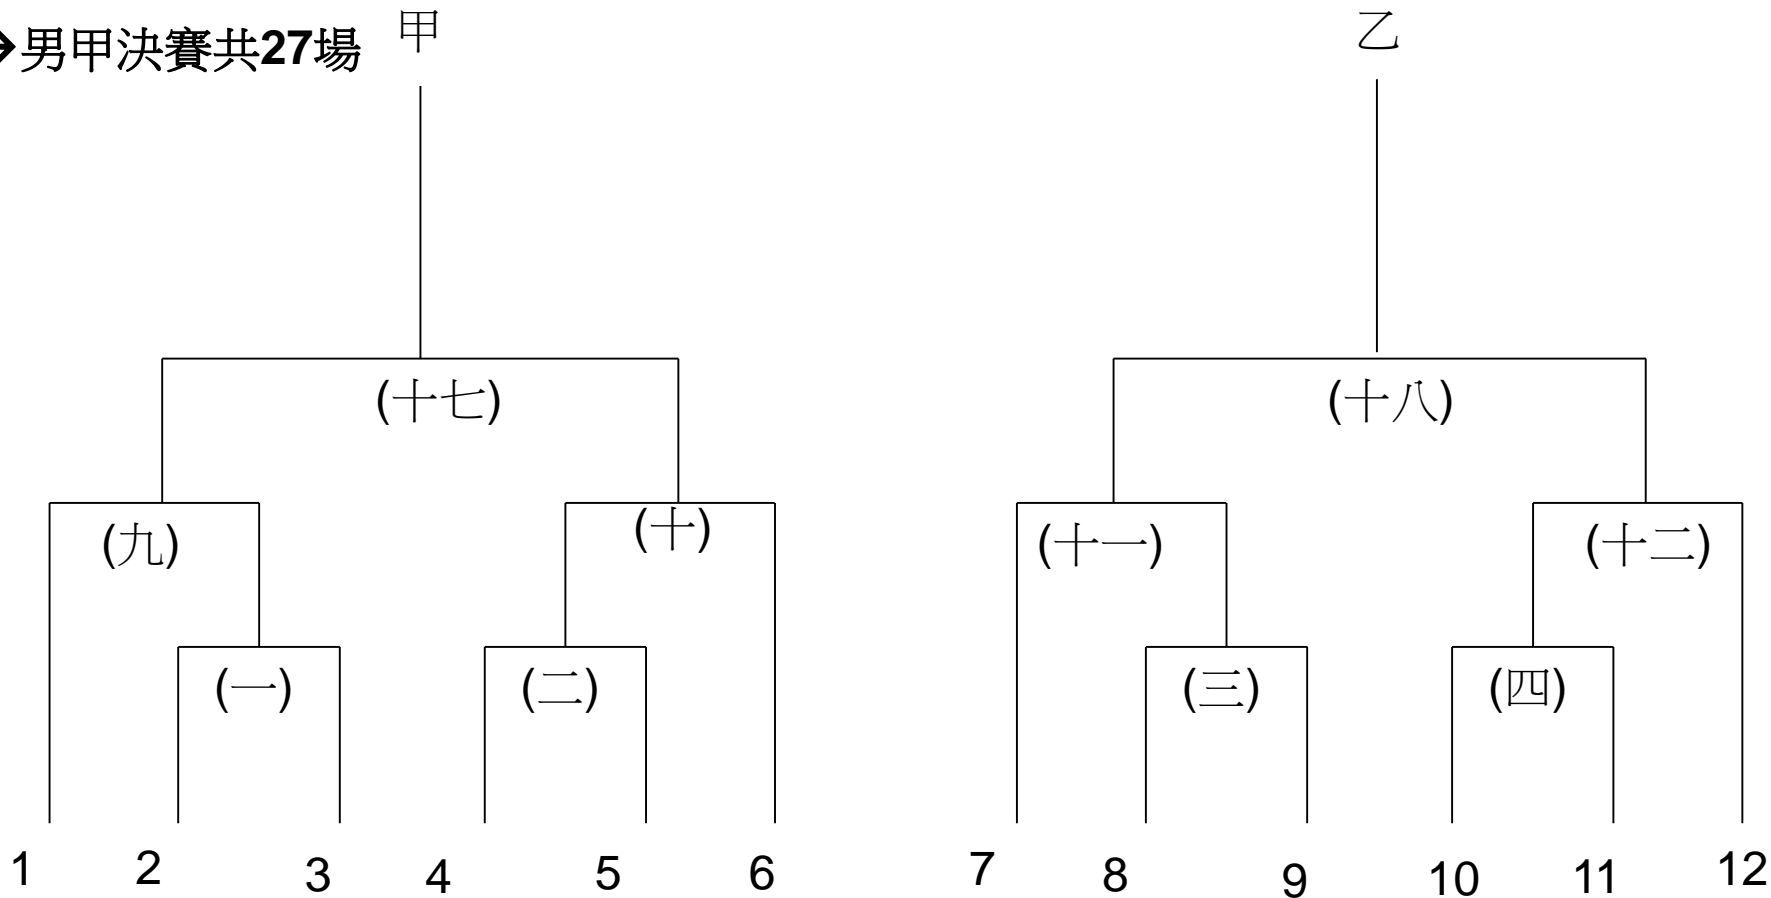 ➔男甲決賽共27場
甲
乙
(十七)
(十八)
(九)
(十)
(十一)
(十二)
(一)
(二)
(三)
(四)
1 2 3 4 5 6 7 8 9 10 11 12